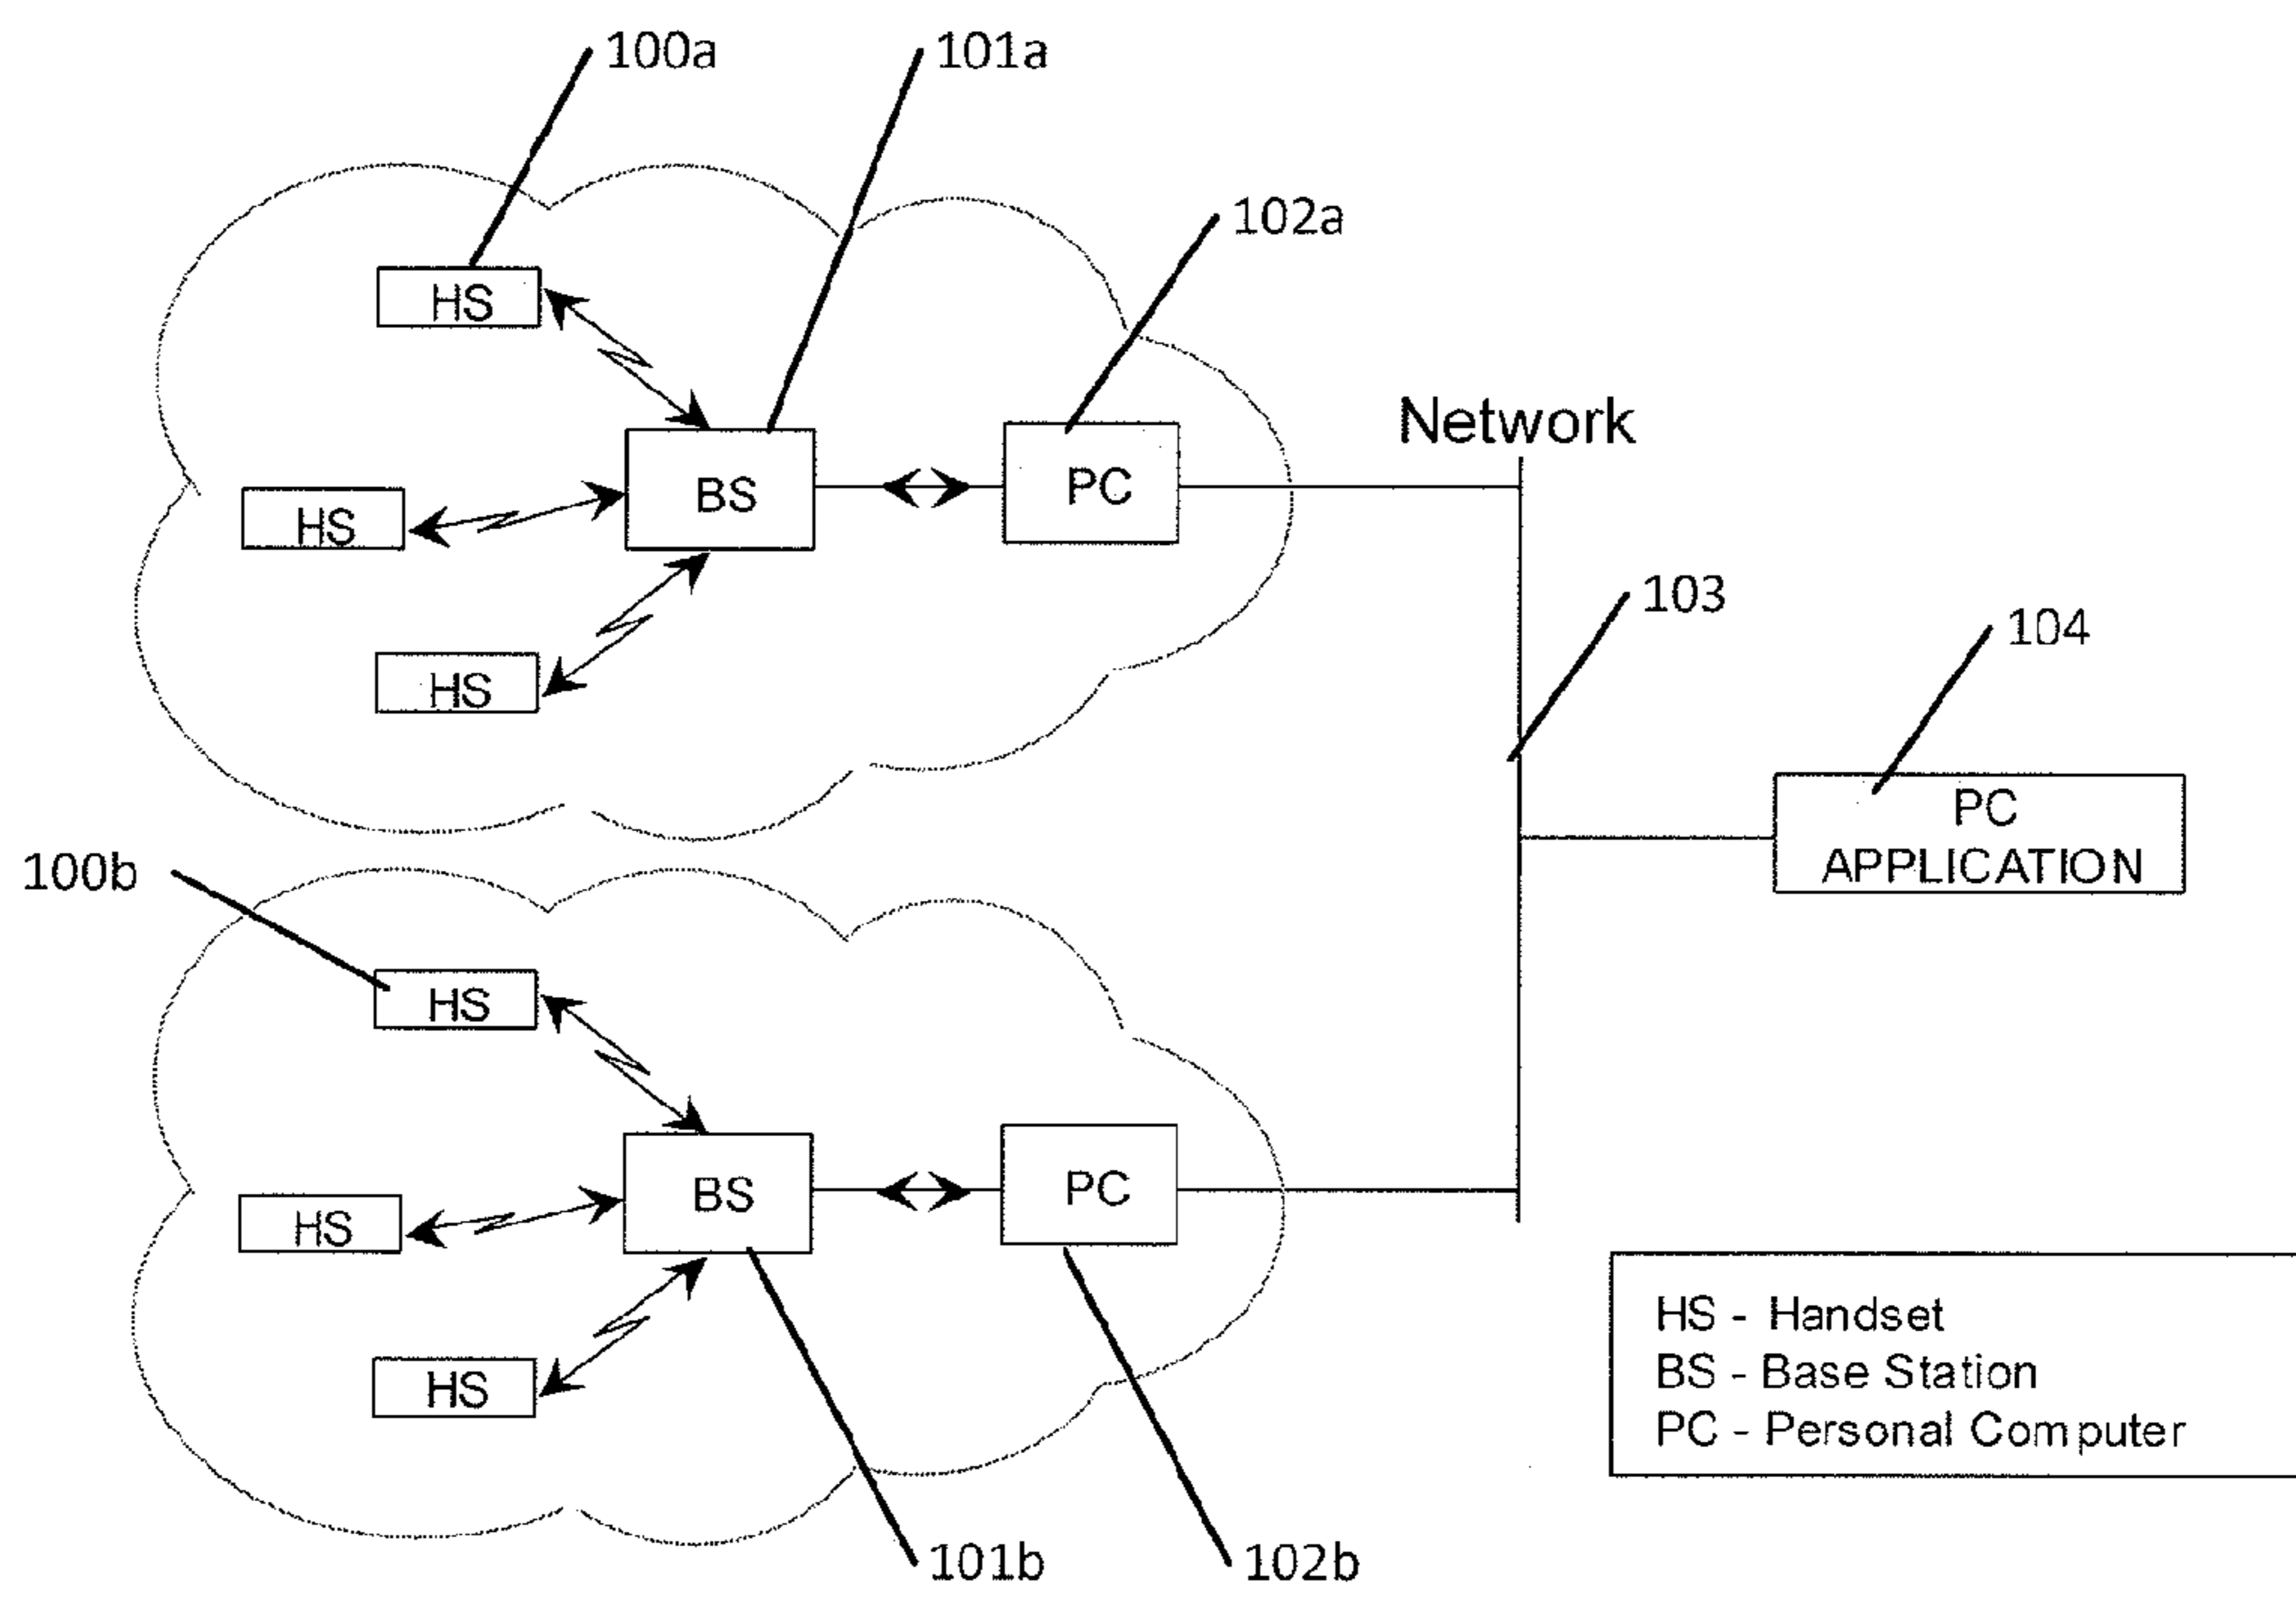 100a
101a
102a
HS
Network
BS
PC
HS
103
104
HS
PC
APPLICATION
100b
HS
BS
PC
HS
HS - Handset
BS - Base Station
PC - Personal Computer
HS
101b
102b